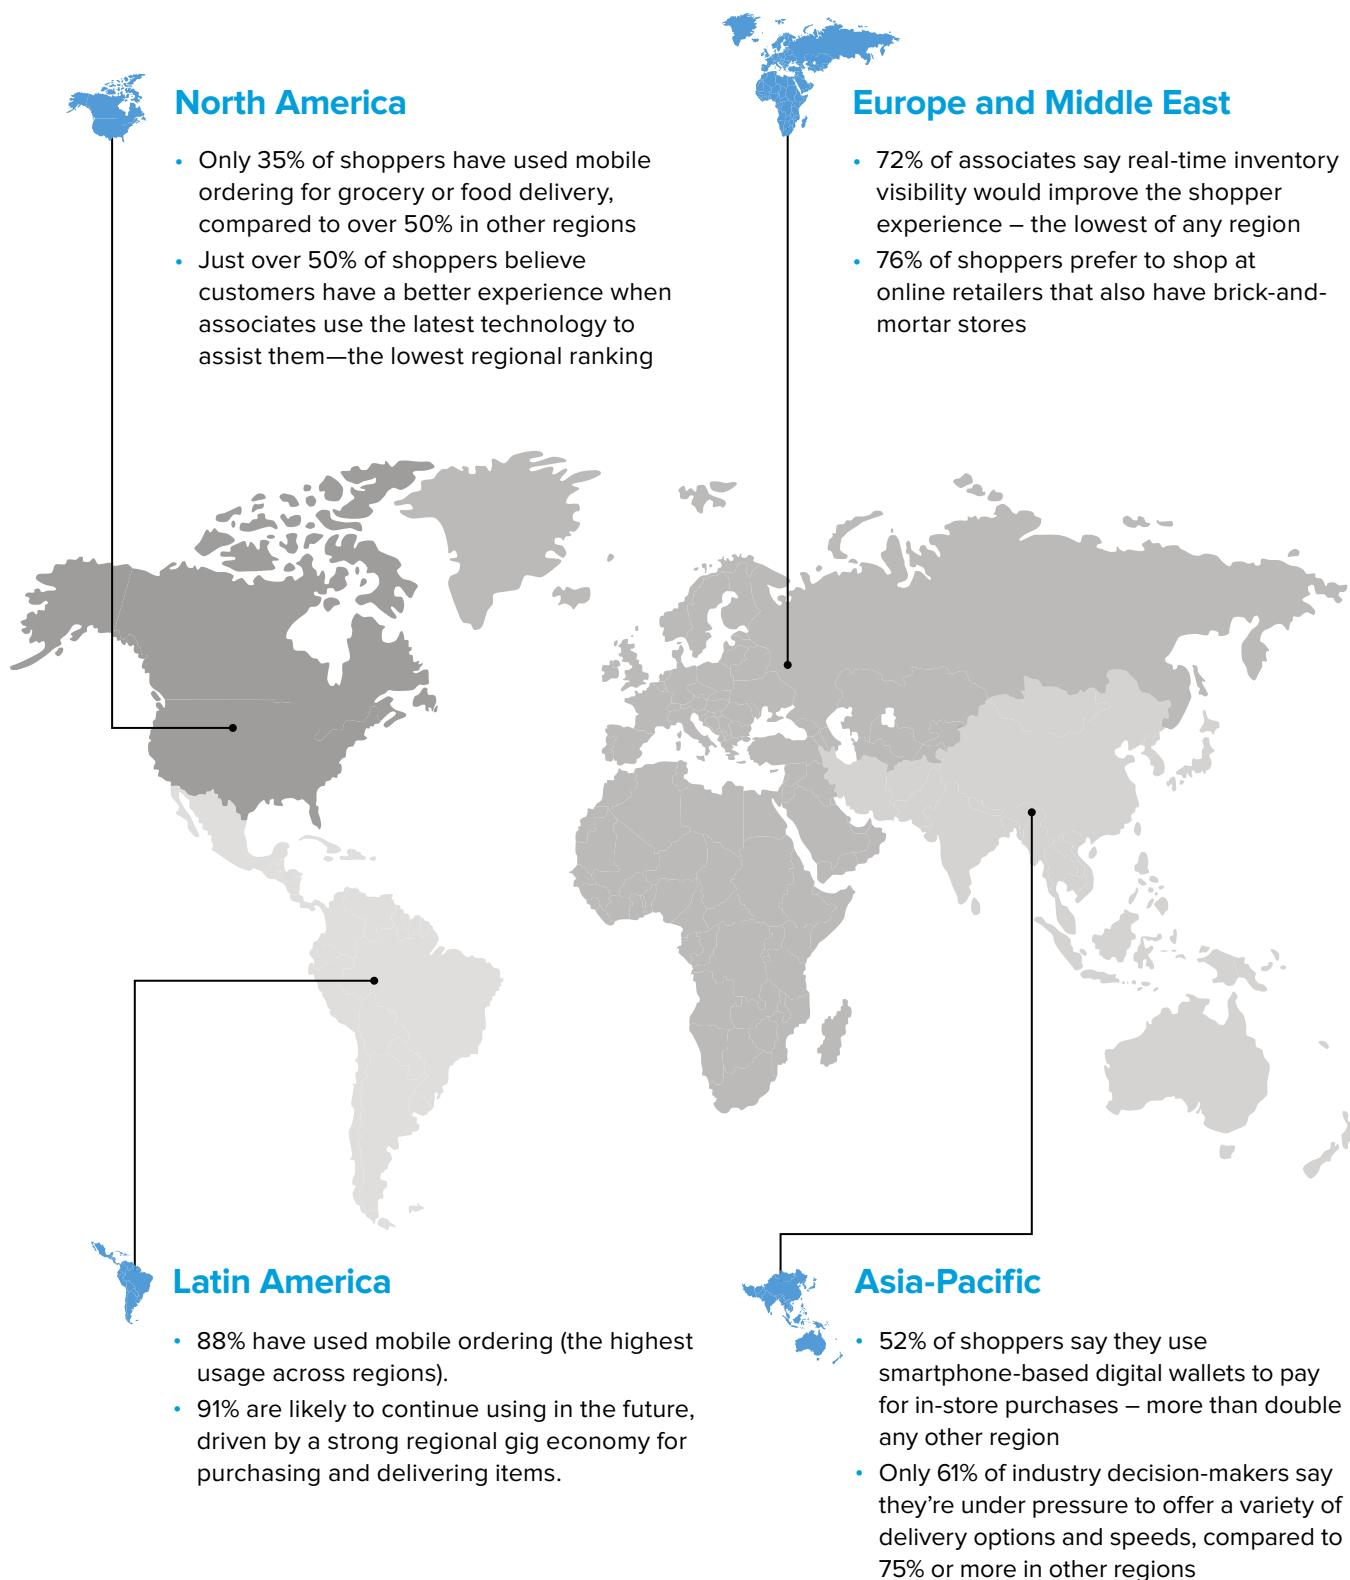 North America
• Only 35% of shoppers have used mobile
ordering for grocery or food delivery,
compared to over 50% in other regions
• Just over 50% of shoppers believe
customers have a better experience when
associates use the latest technology to
assist them—the lowest regional ranking
Europe and Middle East
• 72% of associates say real-time inventory
visibility would improve the shopper
experience – the lowest of any region
• 76% of shoppers prefer to shop at
online retailers that also have brick-and-
mortar stores
Latin America
• 88% have used mobile ordering (the highest
usage across regions).
• 91% are likely to continue using in the future,
driven by a strong regional gig economy for
purchasing and delivering items.
Asia-Pacific
• 52% of shoppers say they use
smartphone-based digital wallets to pay
for in-store purchases – more than double
any other region
• Only 61% of industry decision-makers say
they’re under pressure to offer a variety of
delivery options and speeds, compared to
75% or more in other regions